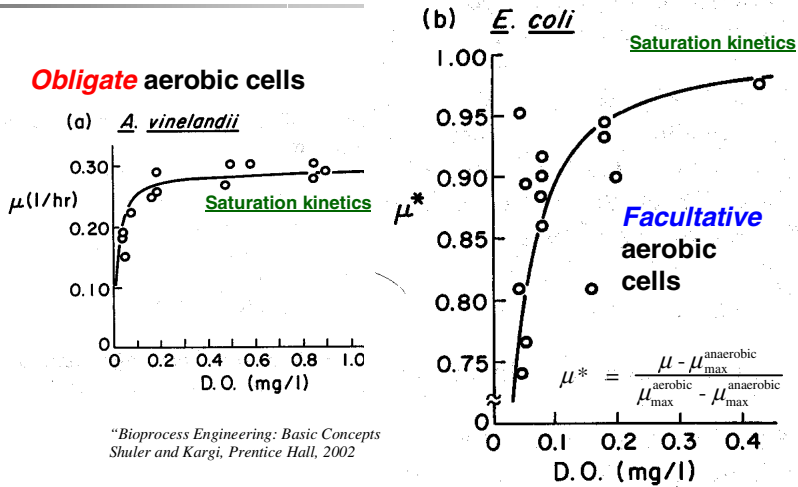 Obligate aerobic cells
(a) A. vinelandii
μ(1/hr)
0.30
0.20
0.10
0
Saturation kinetics
0 0.2 0.4 0.6 0.8 1.0
D.O. (mg/l)
"Bioprocess Engineering: Basic Concepts
Shuler and Kargi, Prentice Hall, 2002
(b) E. coli
Saturation kinetics
1.00
0.95
0.90
0.85
0.80
0.75
0
μ*
Facultative
aerobic
cells
μ* = (μ - μ_max^anaerobic) / (μ_max^aerobic - μ_max^anaerobic)
0 0.1 0.2 0.3 0.4
D.O. (mg/l)